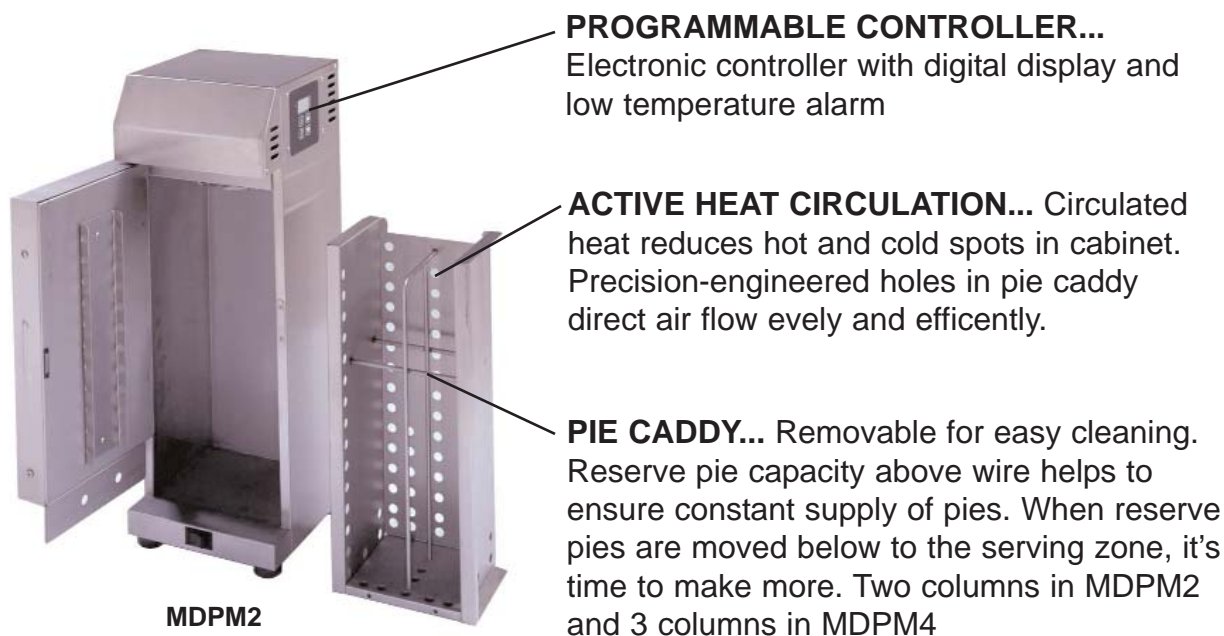 PROGRAMMABLE CONTROLLER...
Electronic controller with digital display and
low temperature alarm
ACTIVE HEAT CIRCULATION... Circulated
heat reduces hot and cold spots in cabinet.
Precision-engineered holes in pie caddy
direct air flow evely and efficently.
PIE CADDY... Removable for easy cleaning.
Reserve pie capacity above wire helps to
ensure constant supply of pies. When reserve
pies are moved below to the serving zone, it’s
time to make more. Two columns in MDPM2
and 3 columns in MDPM4
MDPM2